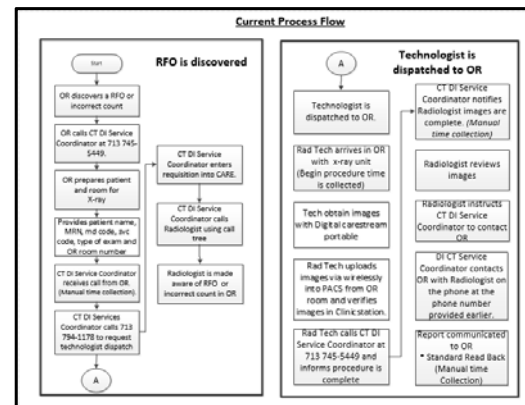 Current Process Flow
Start
RFO is discovered
OR discovers a RFO or
incorrect count
OR calls CT DI Service
Coordinator at 713 745-
5449.
OR prepares patient
and room for
X-ray
Provides patient name,
MRN, md code, svc
code, type of exam and
OR room number
CT DI Service Coordinator
receives call from OR.
(Manual time collection).
CT DI Services
Coordinator calls 713
794-1178 to request
technologist dispatch
A
CT DI Service
Coordinator enters
requisition into CARE.
CT DI Service
Coordinator calls
Radiologist using call
tree
Radiologist is made
aware of RFO or
incorrect count in OR
A
Technologist is
dispatched to OR
Technologist is
dispatched to OR.
Rad Tech arrives in OR
with x-ray unit
(Begin procedure time
is collected)
Tech obtain images
with Digital carestream
portable
Rad Tech uploads
images via wirelessly
into PACS from OR
room and verifies
images in Clinic station.
Rad Tech calls CT DI
Service Coordinator at
713 745-5449 and
informs procedure is
complete
CT DI Service
Coordinator notifies
Radiologist images are
complete. (Manual
time collection)
Radiologist reviews
images
Radiologist instructs
CT DI Service
Coordinator to contact
OR
DI CT Service
Coordinator contacts
OR with Radiologist on
the phone at the phone
number provided earlier.
Report communicated
to OR
* Standard Read Back
(Manual time
Collection)